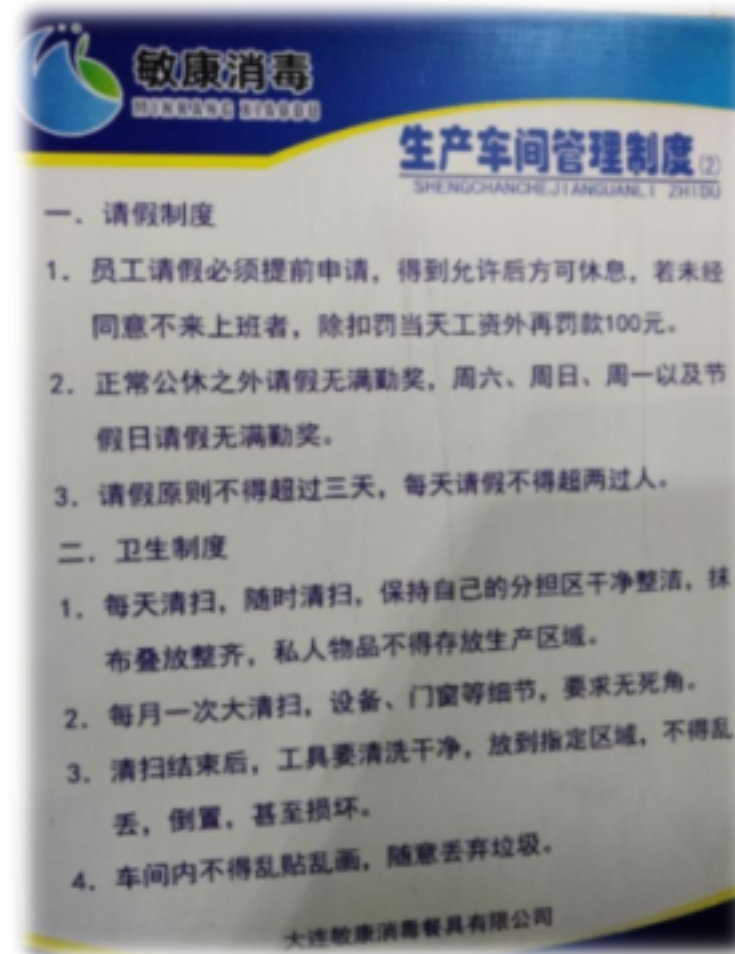 敏康消毒
MINKANG XIAODU
生产车间管理制度(2)
SHENGCHANCHEJIANGUANLI ZHIDU
一. 请假制度
1. 员工请假必须提前申请，得到允许后方可休息，若未经
同意不来上班者，除扣罚当天工资外再罚款100元。
2. 正常公休之外请假无满勤奖，周六、周日、周一以及节
假日请假无满勤奖。
3. 请假原则不得超过三天，每天请假不得超两过人。
二. 卫生制度
1. 每天清扫，随时清扫，保持自己的分担区干净整洁，抹
布叠放整齐，私人物品不得存放生产区域。
2. 每月一次大清扫，设备、门窗等细节，要求无死角。
3. 清扫结束后，工具要清洗干净，放到指定区域，不得乱
丢，倒置，甚至损坏。
4. 车间内不得乱贴乱画，随意丢弃垃圾。
大连敏康消毒餐具有限公司